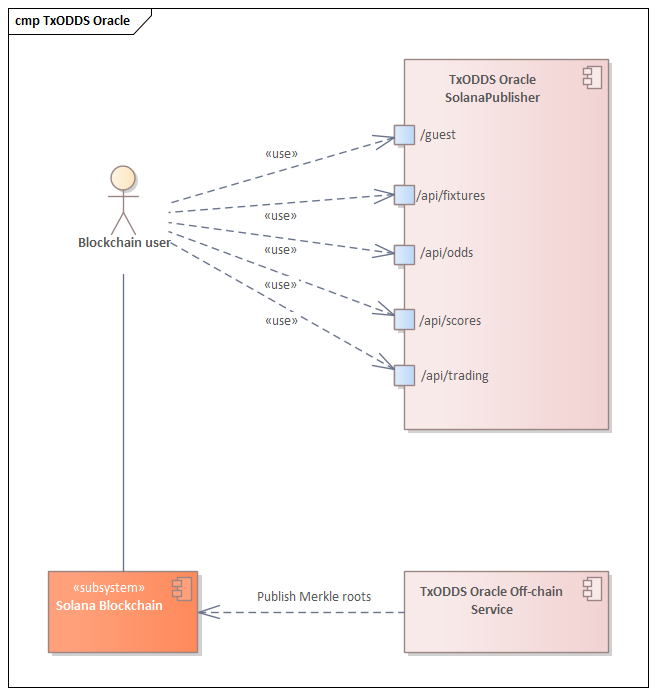 cmp TxODDS Oracle
TxODDS Oracle
SolanaPublisher
/guest
«use»
/api/fixtures
«use»
Blockchain user
«use»
/api/odds
«use»
/api/scores
«use»
/api/trading
«subsystem»
Solana Blockchain
Publish Merkle roots
TxODDS Oracle Off-chain
Service